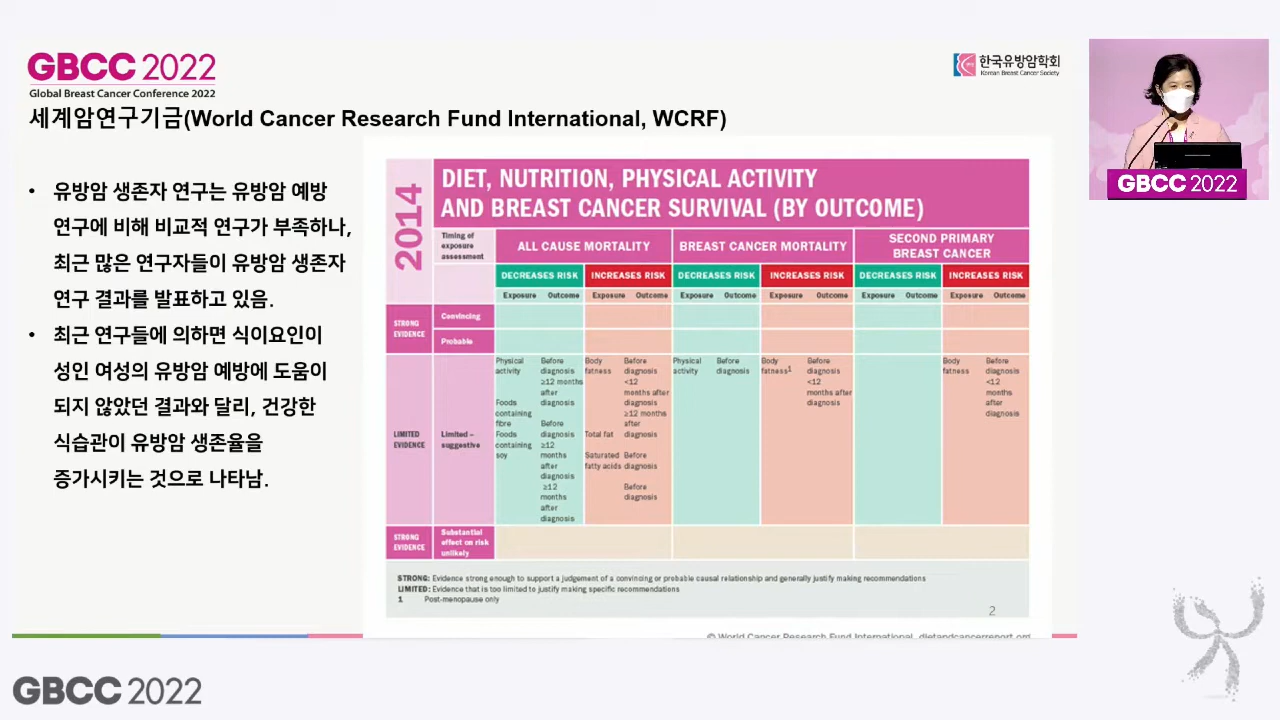 GBCC 2022
Global Breast Cancer Conference 2022
한국유방암학회
Korean Breast Cancer Society
세계암연구기금(World Cancer Research Fund International, WCRF)
• 유방암 생존자 연구는 유방암 예방
연구에 비해 비교적 연구가 부족하나,
최근 많은 연구자들이 유방암 생존자
연구 결과를 발표하고 있음.
• 최근 연구들에 의하면 식이요인이
성인 여성의 유방암 예방에 도움이
되지 않았던 결과와 달리, 건강한
식습관이 유방암 생존율을
증가시키는 것으로 나타남.
2014
DIET, NUTRITION, PHYSICAL ACTIVITY
AND BREAST CANCER SURVIVAL (BY OUTCOME)
Timing of
exposure
assessment
ALL CAUSE MORTALITY
BREAST CANCER MORTALITY
SECOND PRIMARY
BREAST CANCER
DECREASES RISK INCREASES RISK DECREASES RISK INCREASES RISK DECREASES RISK INCREASES RISK
Exposure Outcome Exposure Outcome Exposure Outcome Exposure Outcome Exposure Outcome Exposure Outcome
STRONG
EVIDENCE
Convincing
Probable
LIMITED
EVIDENCE
Limited –
suggestive
Physical
activity
Foods
containing
fibre
Foods
containing
soy
Before
diagnosis
≥12 months
after
diagnosis
Before
diagnosis
≥12
months
after
diagnosis
≥12
months
after
diagnosis
Body
fatness
Total fat
Saturated
fatty acids
Before
diagnosis
<12
months after
diagnosis
≥12 months
after
diagnosis
Before
diagnosis
Before
diagnosis
Physical
activity
Before
diagnosis
Body
fatness1
Before
diagnosis
<12
months after
diagnosis
Body
fatness
Before
diagnosis
<12
months
after
diagnosis
STRONG
EVIDENCE
Substantial
effect on risk
unlikely
STRONG: Evidence strong enough to support a judgement of a convincing or probable causal relationship and generally justify making recommendations
LIMITED: Evidence that is too limited to justify making specific recommendations
1 Post-menopause only
2
© World Cancer Research Fund International dietandcancerreport.org
GBCC 2022
GBCC 2022